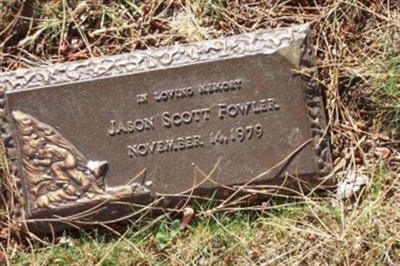 IN LOVING MEMORY
JASON SCOTT FOWLER
NOVEMBER 14, 1979